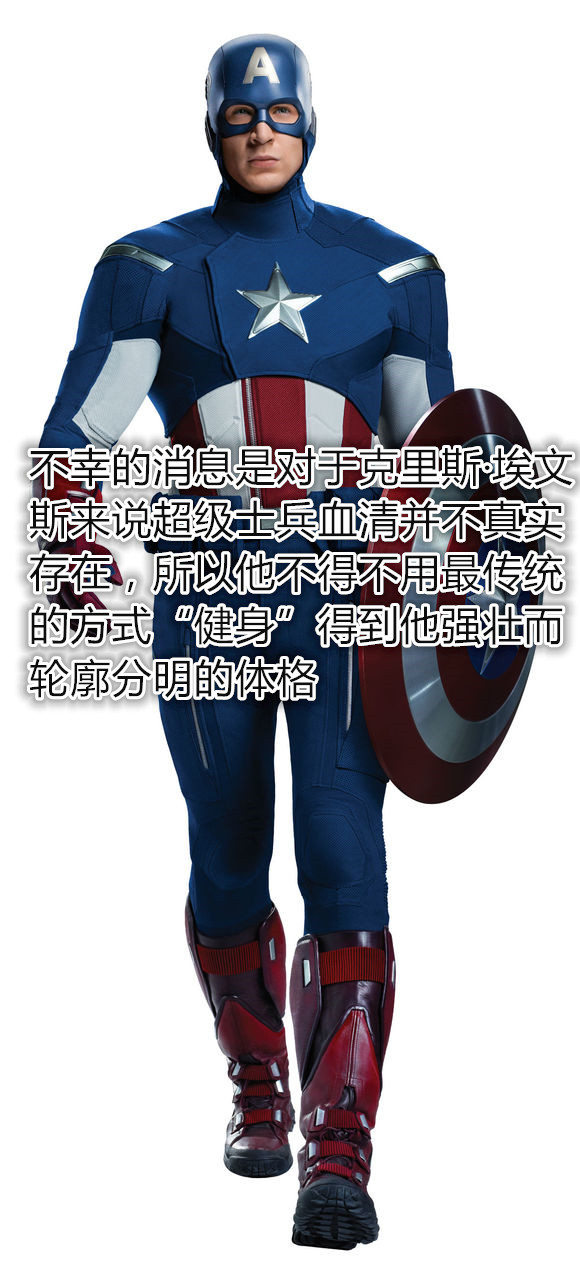 A
不幸的消息是对于克里斯·埃文
斯来说超级士兵血清并不真实
存在，所以他不得不用最传统
的方式“健身”得到他强壮而
轮廓分明的体格